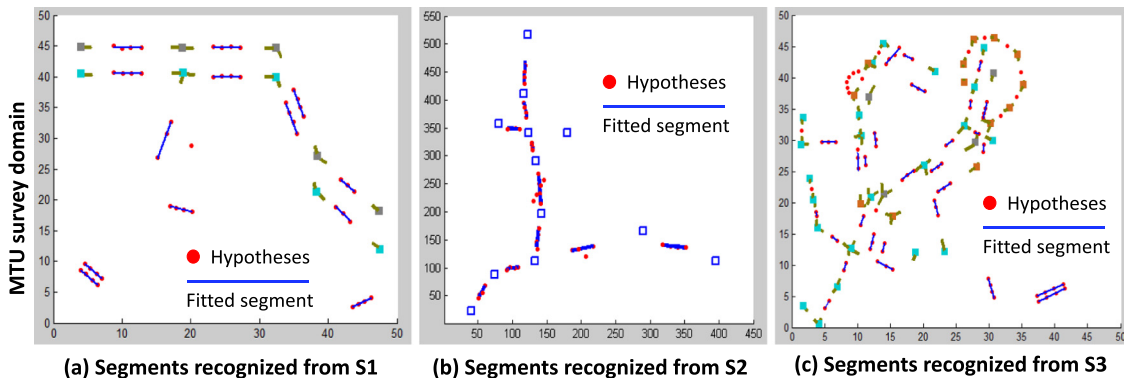 MTU survey domain
50
45
40
35
30
25
20
15
10
5
0
0 10 20 30 40 50
Hypotheses
Fitted segment
(a) Segments recognized from S1
550
500
450
400
350
300
250
200
150
100
50
50 100 150 200 250 300 350 400 450
Hypotheses
Fitted segment
(b) Segments recognized from S2
50
45
40
35
30
25
20
15
10
5
0
0 5 10 15 20 25 30 35 40 45 50
Hypotheses
Fitted segment
(c) Segments recognized from S3